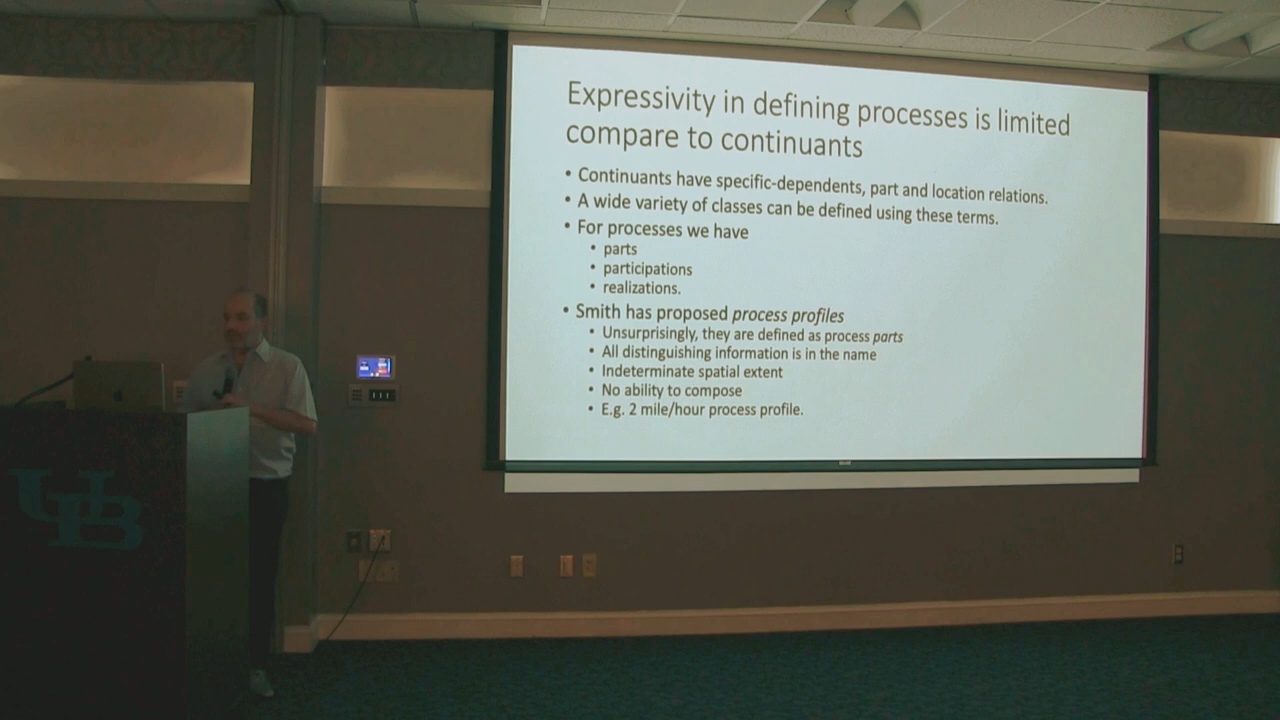 Expressivity in defining processes is limited
compare to continuants
• Continuants have specific-dependents, part and location relations.
• A wide variety of classes can be defined using these terms.
• For processes we have
• parts
• participations
• realizations.
• Smith has proposed process profiles
• Unsurprisingly, they are defined as process parts
• All distinguishing information is in the name
• Indeterminate spatial extent
• No ability to compose
• E.g. 2 mile/hour process profile.
UB